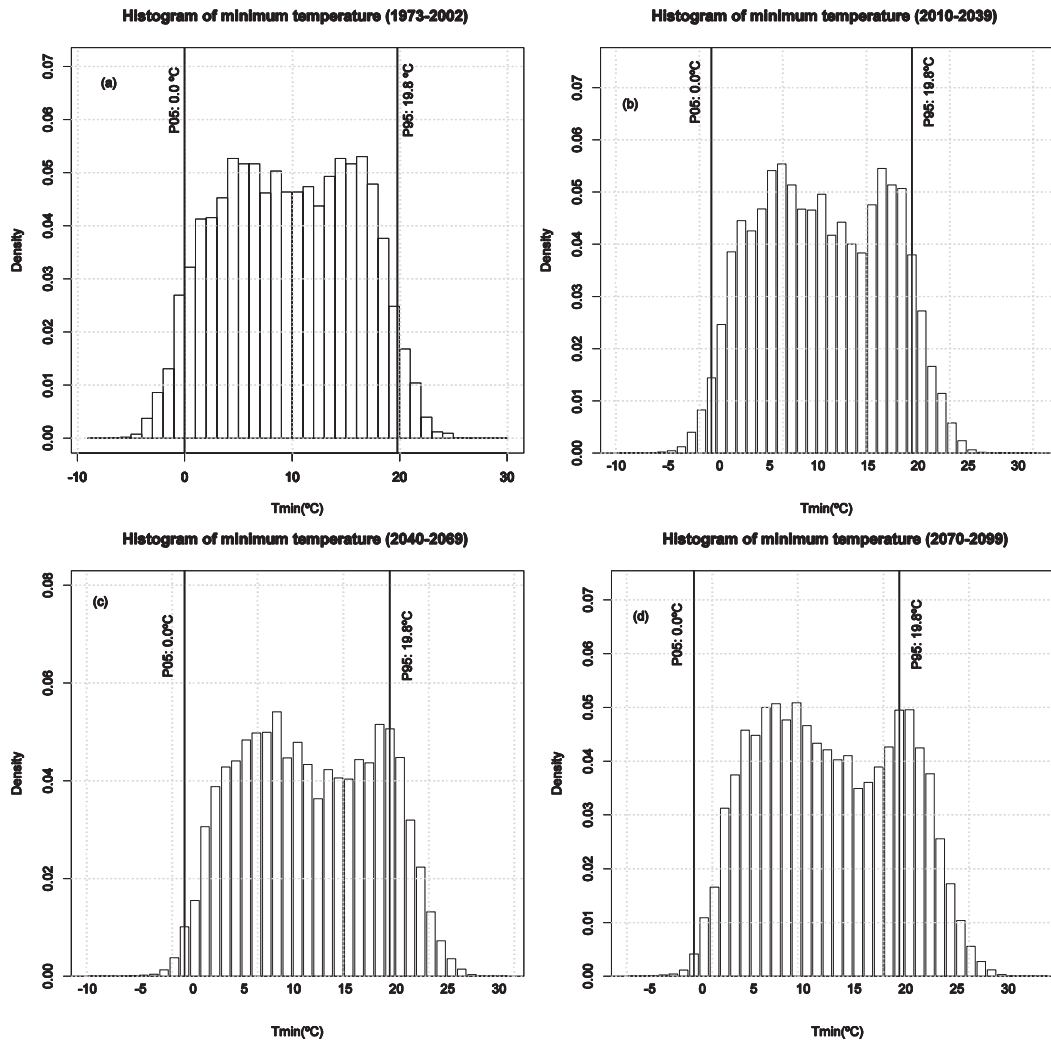 Histogram of minimum temperature (1973-2002)
(a)
P05: 0.0 ºC
P95: 19.8 ºC
Density
0.07
0.06
0.05
0.04
0.03
0.02
0.01
0.00
-10
0
10
20
30
Tmin(ºC)
Histogram of minimum temperature (2010-2039)
(b)
P05: 0.0ºC
P95: 19.8ºC
Density
0.07
0.06
0.05
0.04
0.03
0.02
0.01
0.00
-10
-5
0
5
10
15
20
25
30
Tmin(ºC)
Histogram of minimum temperature (2040-2069)
(c)
P05: 0.0ºC
P95: 19.8ºC
Density
0.08
0.06
0.04
0.02
0.00
-10
-5
0
5
10
15
20
25
30
Tmin(ºC)
Histogram of minimum temperature (2070-2099)
(d)
P05: 0.0ºC
P95: 19.8ºC
Density
0.07
0.06
0.05
0.04
0.03
0.02
0.01
0.00
-5
0
5
10
15
20
25
30
Tmin(ºC)